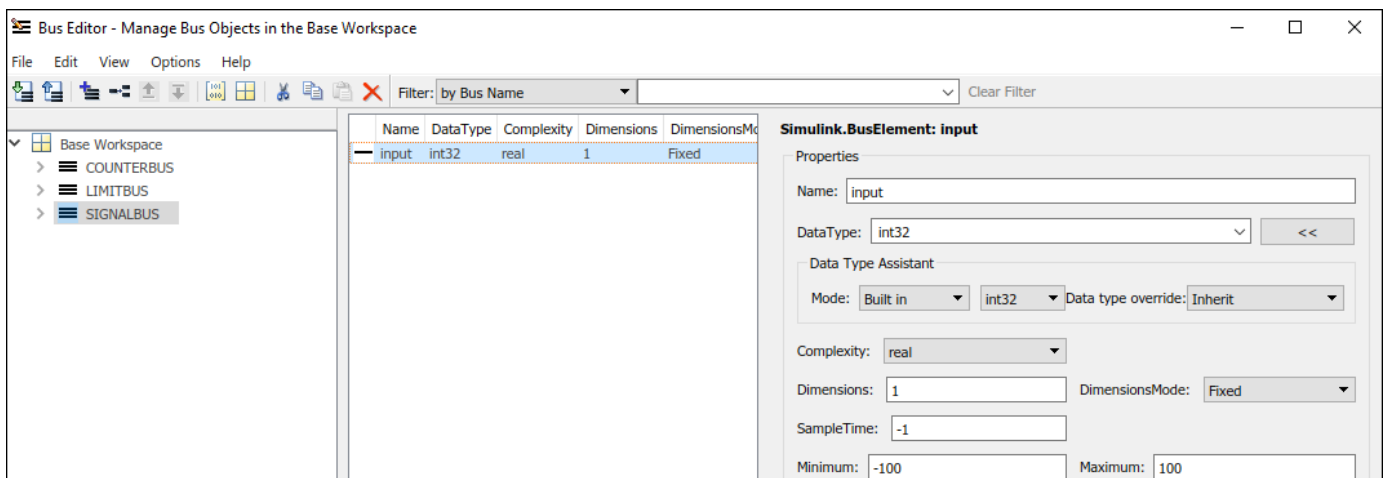 Bus Editor - Manage Bus Objects in the Base Workspace
File Edit View Options Help
Filter: by Bus Name Clear Filter
Base Workspace
COUNTERBUS
LIMITBUS
SIGNALBUS
Name DataType Complexity Dimensions DimensionsMo
input int32 real 1 Fixed
Simulink.BusElement: input
Properties
Name: input
DataType: int32 <<
Data Type Assistant
Mode: Built in int32 Data type override: Inherit
Complexity: real
Dimensions: 1 DimensionsMode: Fixed
SampleTime: -1
Minimum: -100 Maximum: 100